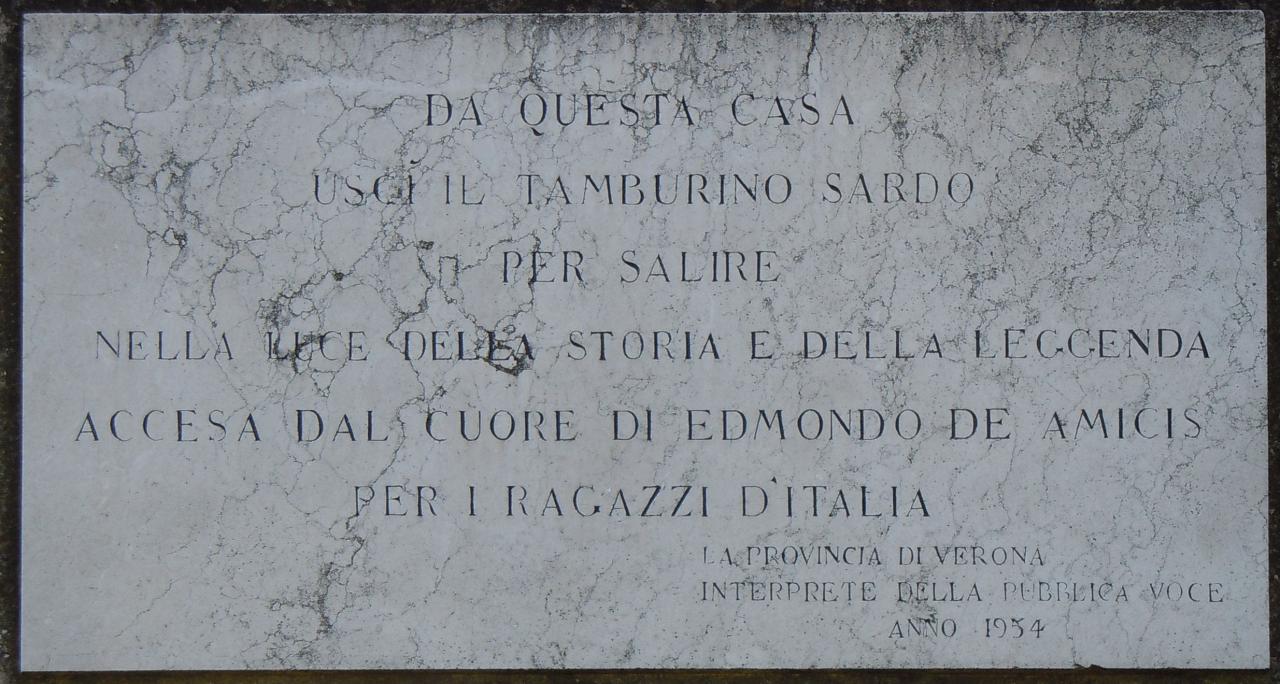 DA QUESTA CASA
USCÌ IL TAMBURINO SARDO
PER SALIRE
NELLA LUCE DELLA STORIA E DELLA LEGGENDA
ACCESA DAL CUORE DI EDMONDO DE AMICIS
PER I RAGAZZI D'ITALIA
LA PROVINCIA DI VERONA
INTERPRETE DELLA PUBBLICA VOCE
ANNO 1954